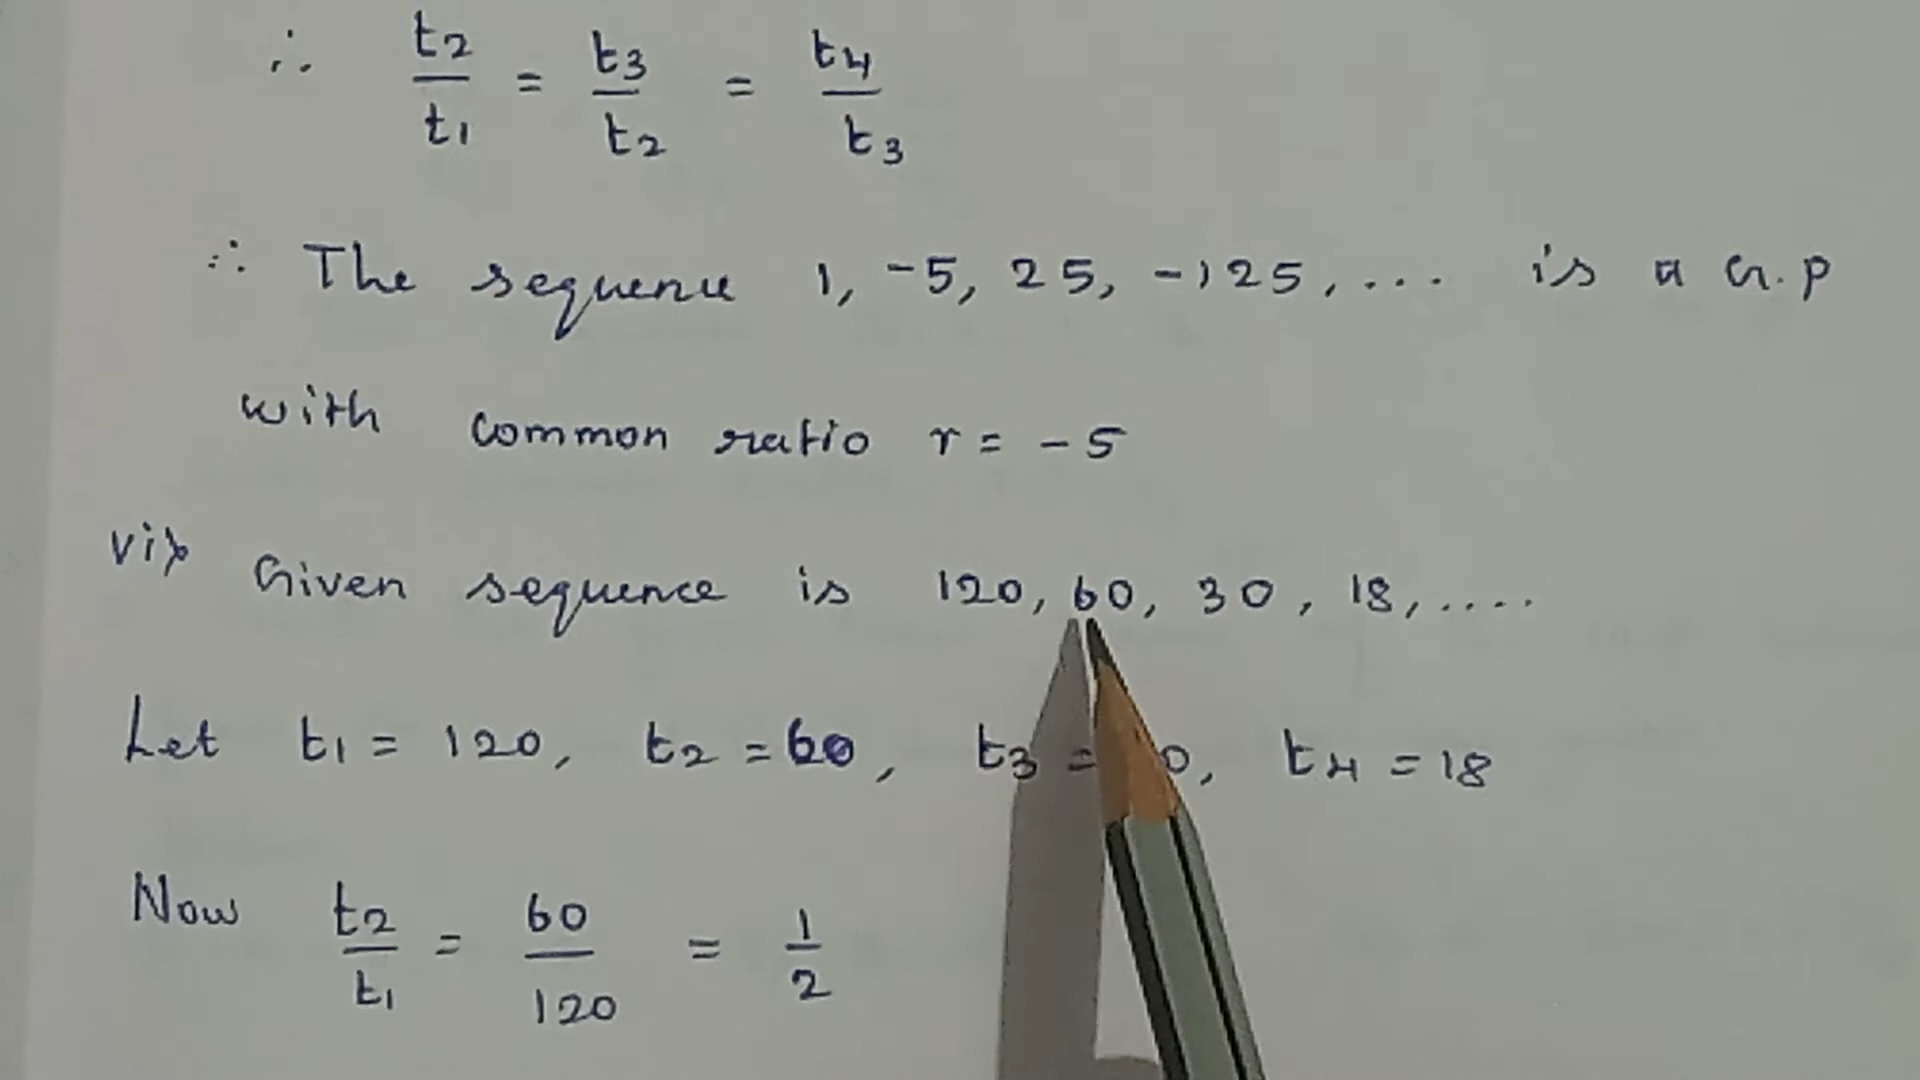 ∴ t2/t1 = t3/t2 = t4/t3
∴ The sequence 1, -5, 25, -125, ... is a G.P
with common ratio r = -5
vi) Given sequence is 120, 60, 30, 18, ....
Let t1 = 120, t2 = 60, t3 = 0, t4 = 18
Now t2/t1 = 60/120 = 1/2